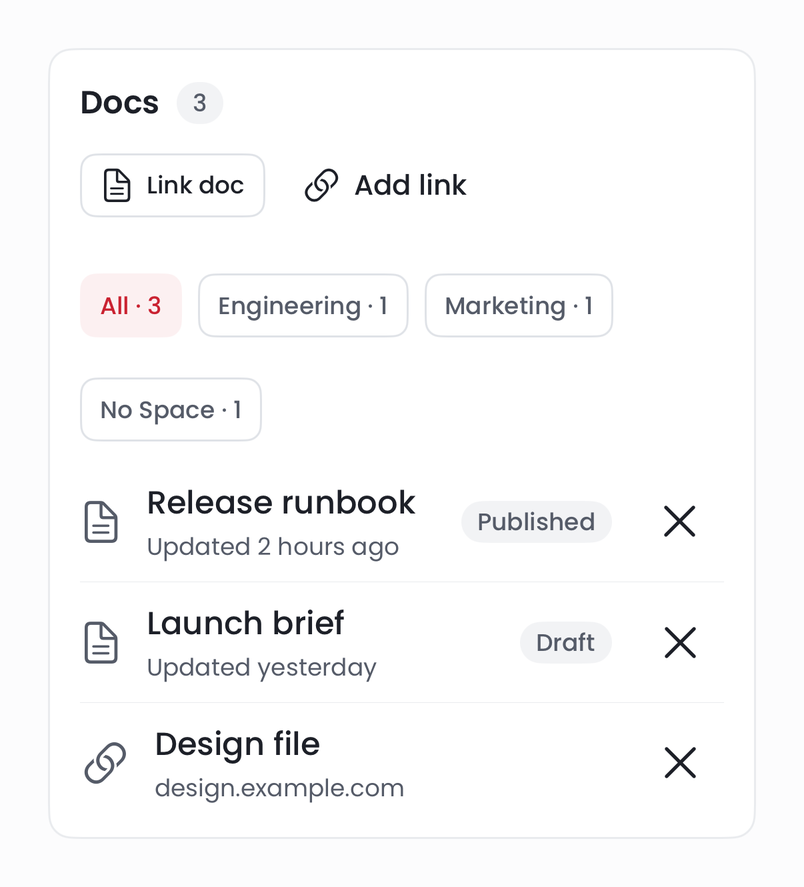 Docs 3
Link doc Add link
All · 3 Engineering · 1 Marketing · 1
No Space · 1
Release runbook
Published
Updated 2 hours ago
Launch brief
Draft
Updated yesterday
Design file
design.example.com